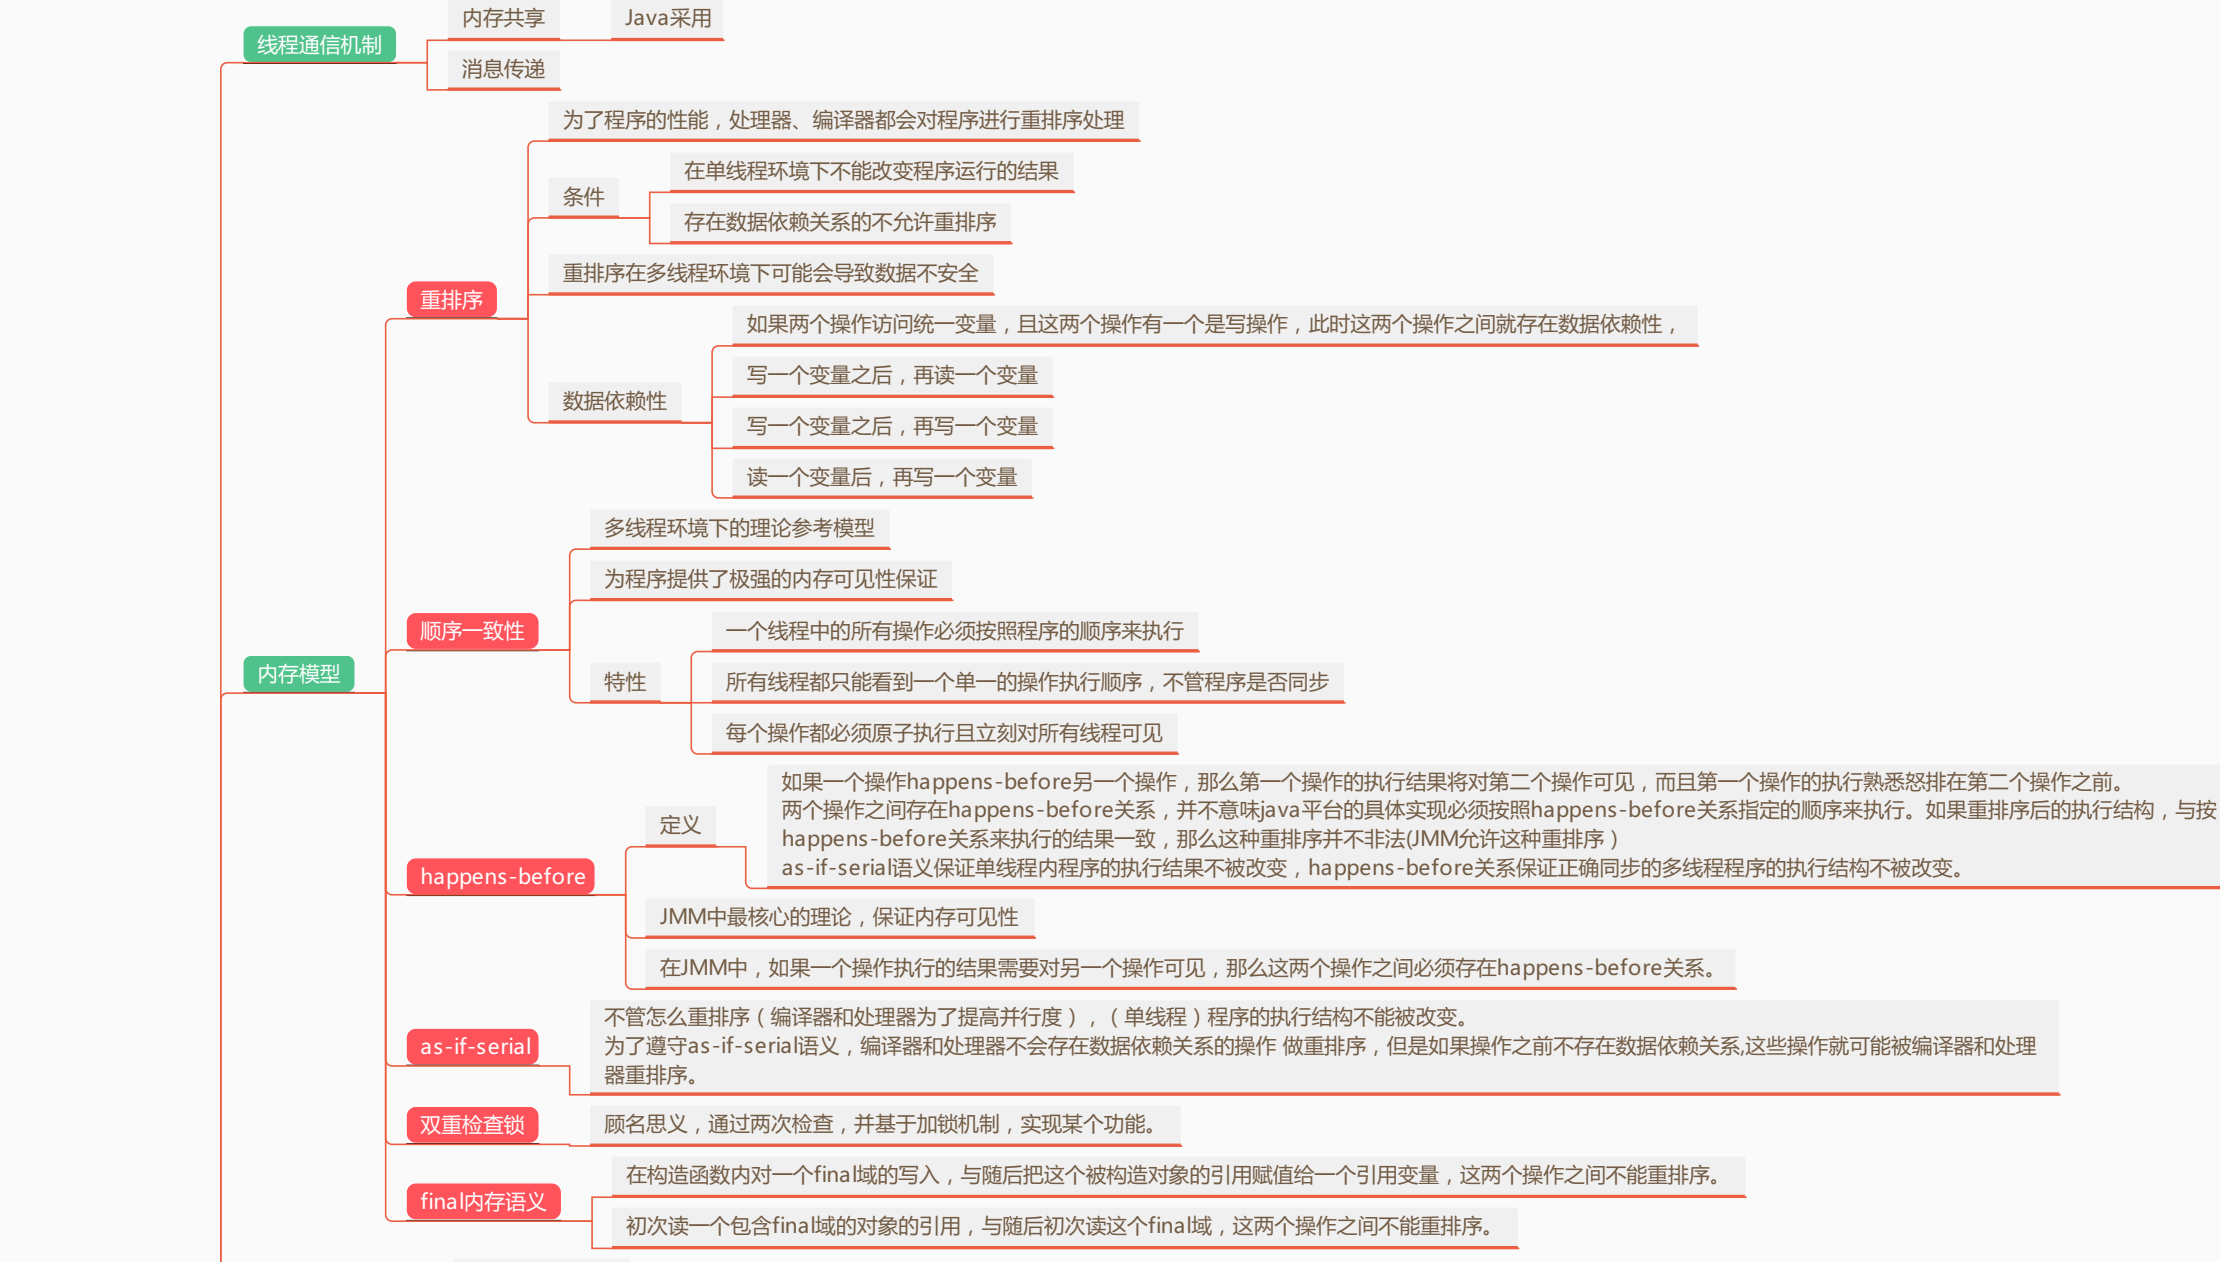 线程通信机制
内存共享
Java采用
消息传递
内存模型
重排序
为了程序的性能，处理器、编译器都会对程序进行重排序处理
条件
在单线程环境下不能改变程序运行的结果
存在数据依赖关系的不允许重排序
重排序在多线程环境下可能会导致数据不安全
数据依赖性
如果两个操作访问统一变量，且这两个操作有一个是写操作，此时这两个操作之间就存在数据依赖性，
写一个变量之后，再读一个变量
写一个变量之后，再写一个变量
读一个变量后，再写一个变量
顺序一致性
多线程环境下的理论参考模型
为程序提供了极强的内存可见性保证
特性
一个线程中的所有操作必须按照程序的顺序来执行
所有线程都只能看到一个单一的操作执行顺序，不管程序是否同步
每个操作都必须原子执行且立刻对所有线程可见
happens-before
定义
如果一个操作happens-before另一个操作，那么第一个操作的执行结果将对第二个操作可见，而且第一个操作的执行熟悉怒排在第二个操作之前。
两个操作之间存在happens-before关系，并不意味java平台的具体实现必须按照happens-before关系指定的顺序来执行。如果重排序后的执行结构，与按
happens-before关系来执行的结果一致，那么这种重排序并不非法(JMM允许这种重排序）
as-if-serial语义保证单线程内程序的执行结果不被改变，happens-before关系保证正确同步的多线程程序的执行结构不被改变。
JMM中最核心的理论，保证内存可见性
在JMM中，如果一个操作执行的结果需要对另一个操作可见，那么这两个操作之间必须存在happens-before关系。
as-if-serial
不管怎么重排序（编译器和处理器为了提高并行度），（单线程）程序的执行结构不能被改变。
为了遵守as-if-serial语义，编译器和处理器不会存在数据依赖关系的操作 做重排序，但是如果操作之前不存在数据依赖关系,这些操作就可能被编译器和处理
器重排序。
双重检查锁
顾名思义，通过两次检查，并基于加锁机制，实现某个功能。
final内存语义
在构造函数内对一个final域的写入，与随后把这个被构造对象的引用赋值给一个引用变量，这两个操作之间不能重排序。
初次读一个包含final域的对象的引用，与随后初次读这个final域，这两个操作之间不能重排序。